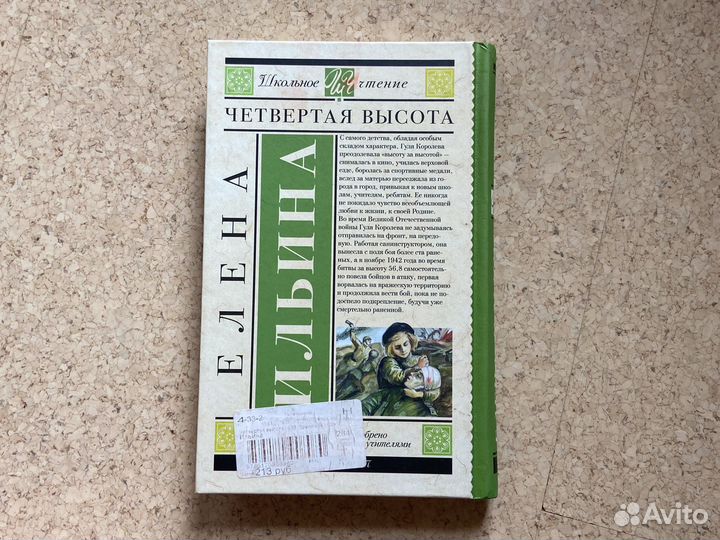 Школьное чтение
ЧЕТВЕРТАЯ ВЫСОТА
ЕЛЕНА
ИЛЬИНА
С самого детства, обладая особым
складом характера, Гуля Королева
преодолевала «высоту за высотой» —
снималась в кино, училась верховой
езде, боролась за спортивные медали,
вслед за матерью переезжала из го-
рода в город, привыкая к новым шко-
лам, учителям, ребятам. Ее никогда
не покидало чувство всеобъемлющей
любви к жизни, к своей Родине.
Во время Великой Отечественной
войны Гуля Королева не задумываясь
отправилась на фронт, на передо-
вую. Работая санинструктором, она
вынесла с поля боя более ста ране-
ных, а в ноябре 1942 года во время
битвы за высоту 56,8 самостоятель-
но повела бойцов в атаку, первая
ворвалась на вражескую территорию
и продолжила вести бой, пока не по-
доспело подкрепление, будучи уже
смертельно раненной.
учителями
213 руб
Avito